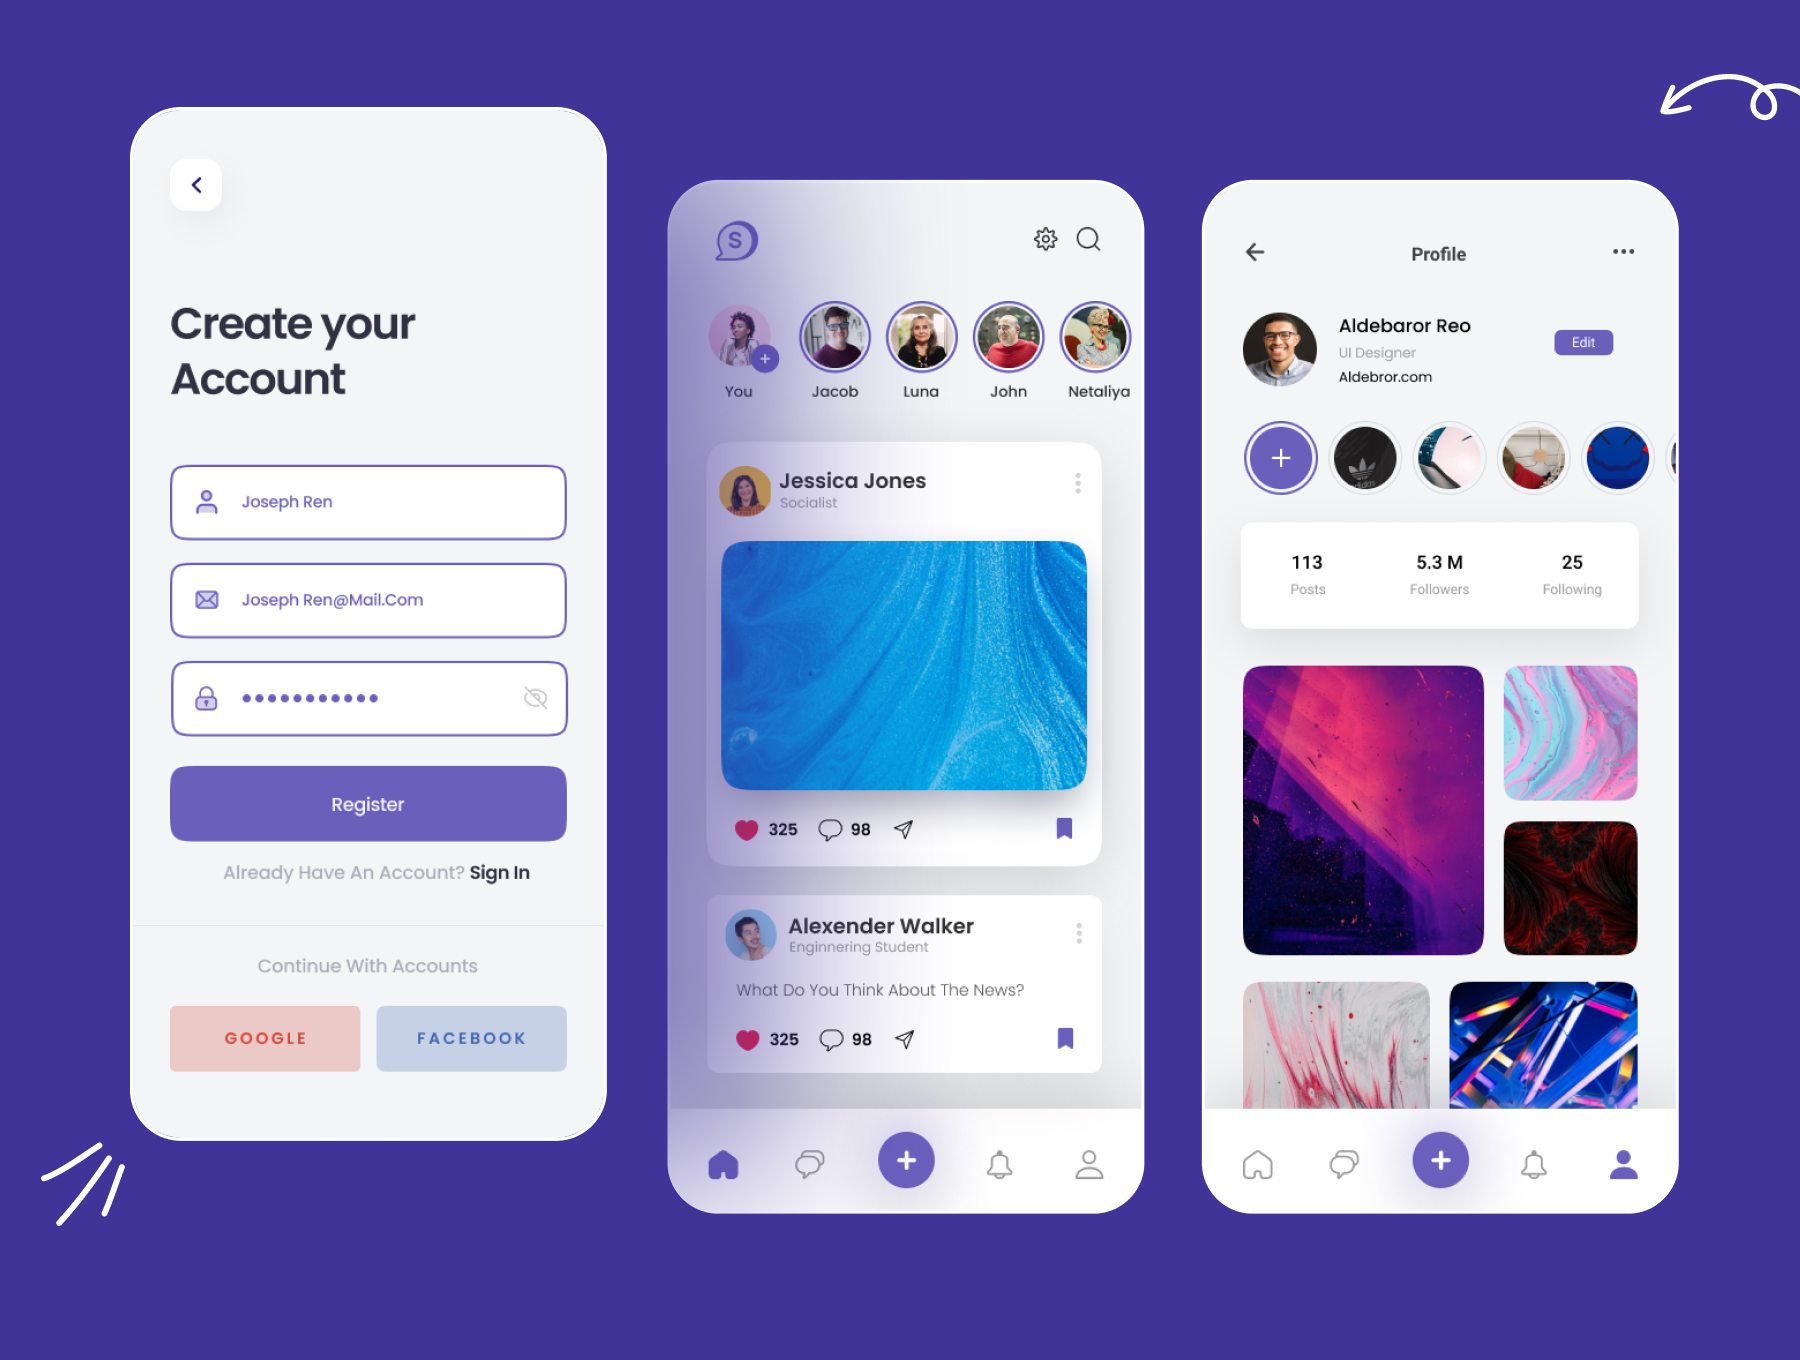 Create your
Account
Joseph Ren
Joseph Ren@Mail.Com
Register
Already Have An Account? Sign In
Continue With Accounts
GOOGLE
FACEBOOK
S
You
Jacob
Luna
John
Netaliya
Jessica Jones
Socialist
325
98
Alexender Walker
Enginnering Student
What Do You Think About The News?
325
98
Profile
Aldebaror Reo
UI Designer
Aldebror.com
Edit
adidas
113
5.3 M
25
Posts
Followers
Following